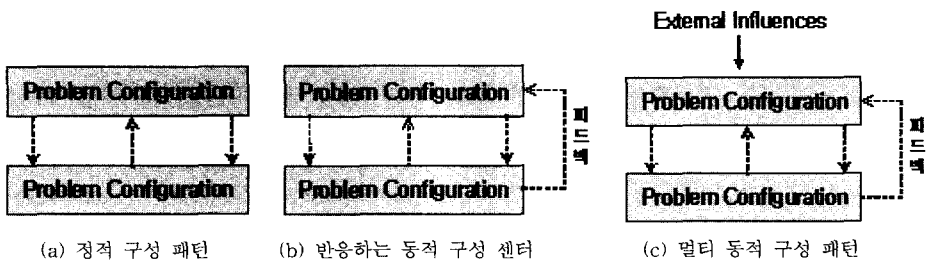 External Influences
Problem Configuration
Problem Configuration
피드백
(a) 정적 구성 패턴
Problem Configuration
Problem Configuration
피드백
(b) 반응하는 동적 구성 센터
Problem Configuration
Problem Configuration
(c) 멀티 동적 구성 패턴